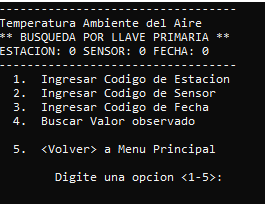 ----------------------------------
Temperatura Ambiente del Aire
** BUSQUEDA POR LLAVE PRIMARIA **
ESTACION: 0 SENSOR: 0 FECHA: 0
----------------------------------
1. Ingresar Codigo de Estacion
2. Ingresar Codigo de Sensor
3. Ingresar Codigo de Fecha
4. Buscar Valor observado
5. <Volver> a Menu Principal
Digite una opcion <1-5>: